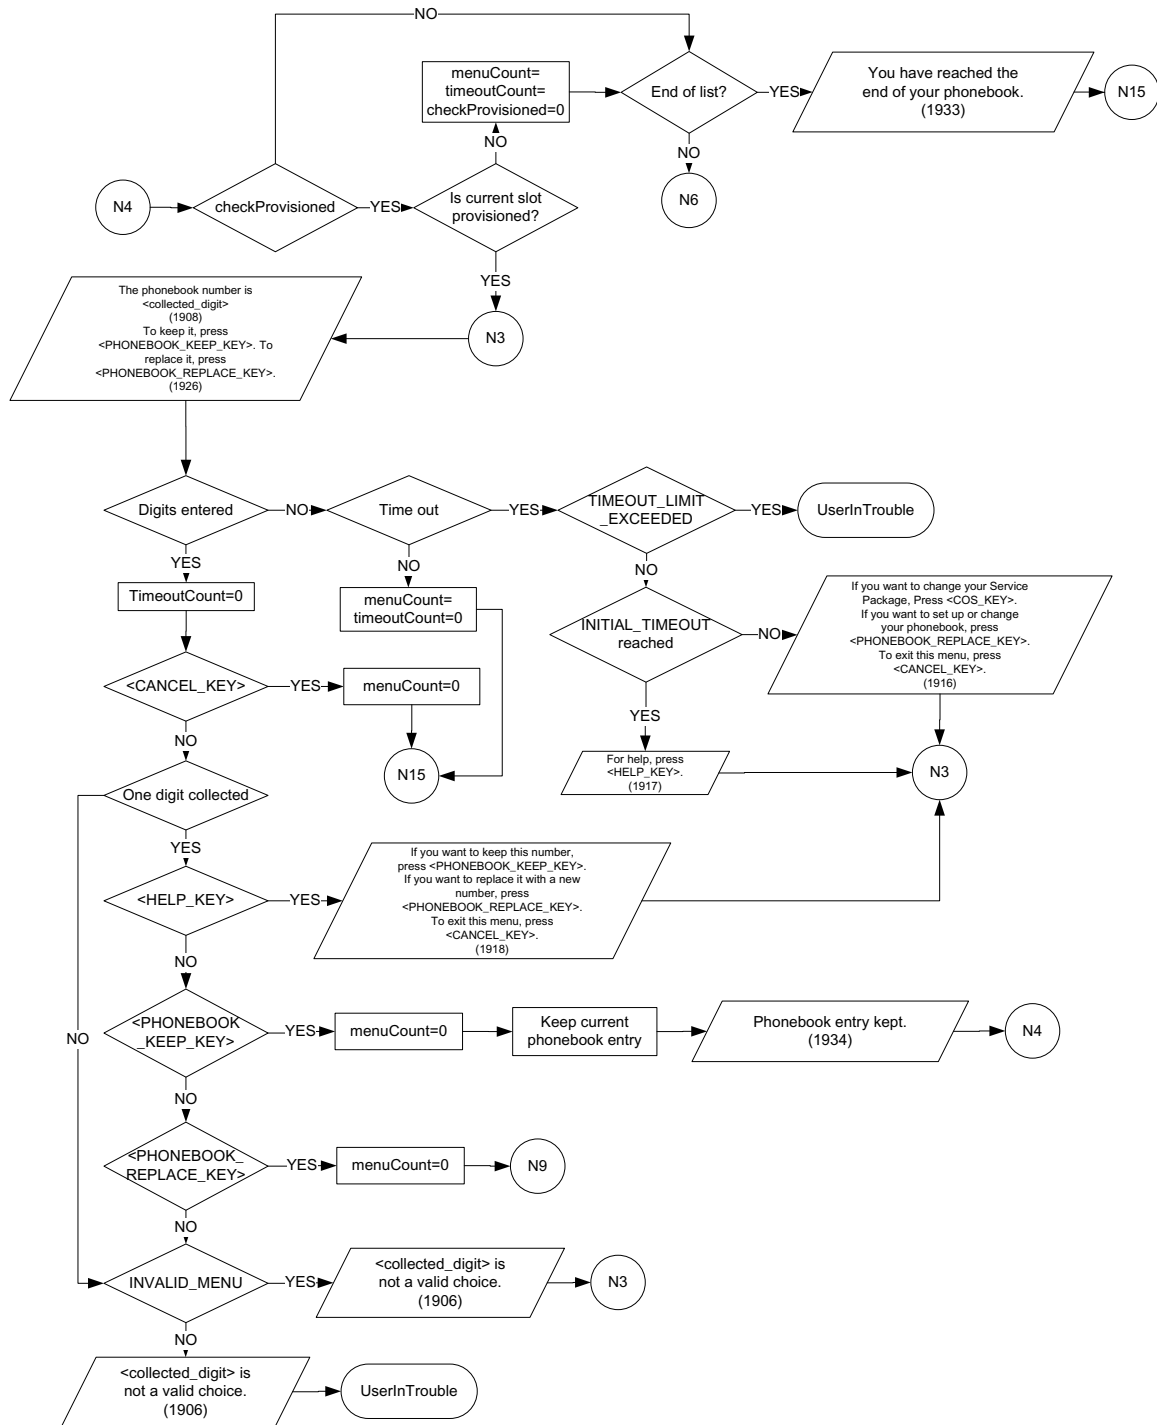 NO
menuCount=
timeoutCount=
checkProvisioned=0
End of list?
YES
You have reached the
end of your phonebook.
(1933)
N15
NO
NO
N4
checkProvisioned
YES
Is current slot
provisioned?
N6
YES
The phonebook number is
<collected_digit>
(1908)
To keep it, press
<PHONEBOOK_KEEP_KEY>. To
replace it, press
<PHONEBOOK_REPLACE_KEY>.
(1926)
N3
Digits entered
NO
Time out
YES
TIMEOUT_LIMIT
_EXCEEDED
YES
UserInTrouble
YES
NO
NO
TimeoutCount=0
menuCount=
timeoutCount=0
INITIAL_TIMEOUT
reached
NO
If you want to change your Service
Package, Press <COS_KEY>.
If you want to set up or change
your phonebook, press
<PHONEBOOK_REPLACE_KEY>.
To exit this menu, press
<CANCEL_KEY>.
(1916)
<CANCEL_KEY>
YES
menuCount=0
YES
NO
N15
For help, press
<HELP_KEY>.
(1917)
N3
One digit collected
YES
<HELP_KEY>
YES
If you want to keep this number,
press <PHONEBOOK_KEEP_KEY>.
If you want to replace it with a new
number, press
<PHONEBOOK_REPLACE_KEY>.
To exit this menu, press
<CANCEL_KEY>.
(1918)
NO
NO
<PHONEBOOK
_KEEP_KEY>
YES
menuCount=0
Keep current
phonebook entry
Phonebook entry kept.
(1934)
N4
NO
<PHONEBOOK_
REPLACE_KEY>
YES
menuCount=0
N9
NO
INVALID_MENU
YES
<collected_digit> is
not a valid choice.
(1906)
N3
NO
<collected_digit> is
not a valid choice.
(1906)
UserInTrouble